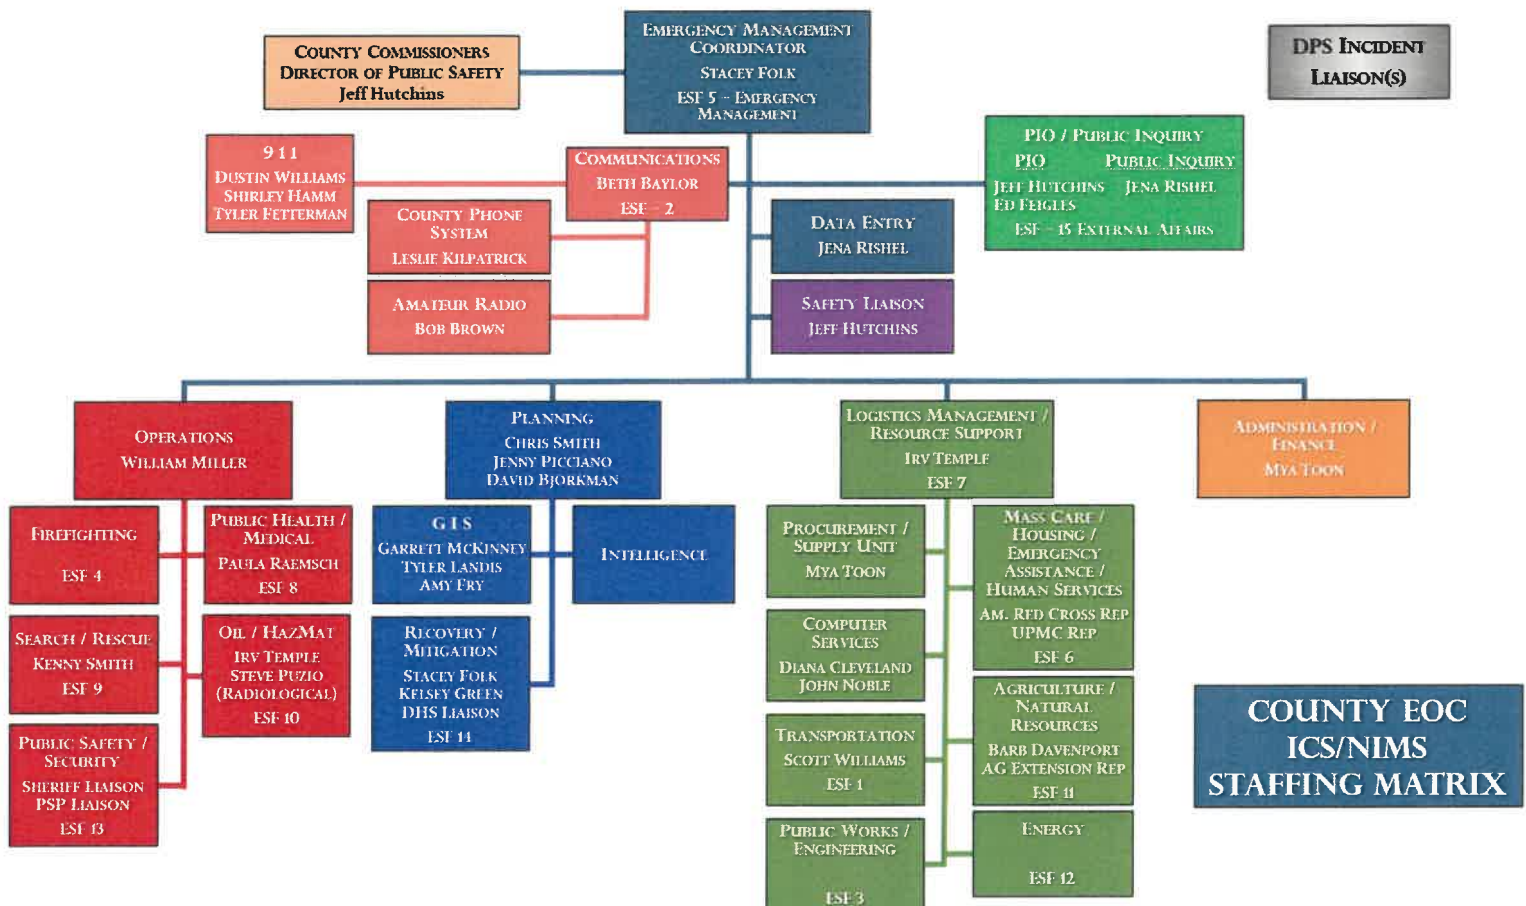 COUNTY COMMISSIONERS
DIRECTOR OF PUBLIC SAFETY
Jeff Hutchins
EMERGENCY MANAGEMENT
COORDINATOR
STACEY FOLK
ESF 5 – EMERGENCY
MANAGEMENT
DPS INCIDENT
LIAISON(S)
911
DUSTIN WILLIAMS
SHIRLEY HAMM
TYLER FETTERMAN
COMMUNICATIONS
BETH BAYLOR
ESF – 2
PIO / PUBLIC INQUIRY
PIO PUBLIC INQUIRY
JEFF HUTCHINS JENA RISHEL
ED FEIGLES
ESF – 15 EXTERNAL AFFAIRS
COUNTY PHONE
SYSTEM
LESLIE KILPATRICK
DATA ENTRY
JENA RISHEL
AMATEUR RADIO
BOB BROWN
SAFETY LIAISON
JEFF HUTCHINS
OPERATIONS
WILLIAM MILLER
PLANNING
CHRIS SMITH
JENNY PICCIANO
DAVID BJORKMAN
LOGISTICS MANAGEMENT /
RESOURCE SUPPORT
IRV TEMPLE
ESF 7
ADMINISTRATION /
FINANCE
MYA TOON
FIREFIGHTING
ESF 4
PUBLIC HEALTH /
MEDICAL
PAULA RAEMSCH
ESF 8
SEARCH / RESCUE
KENNY SMITH
ESF 9
OIL / HAZMAT
IRV TEMPLE
STEVE PUZIO
(RADIOLOGICAL)
ESF 10
PUBLIC SAFETY /
SECURITY
SHERIFF LIAISON
PSP LIAISON
ESF 13
GIS
GARRETT MCKINNEY
TYLER LANDIS
AMY FRY
INTELLIGENCE
RECOVERY /
MITIGATION
STACEY FOLK
KELSEY GREEN
DHS LIAISON
ESF 14
PROCUREMENT /
SUPPLY UNIT
MYA TOON
MASS CARE /
HOUSING /
EMERGENCY
ASSISTANCE /
HUMAN SERVICES
AM. RED CROSS REP
UPMC REP
ESF 6
COMPUTER
SERVICES
DIANA CLEVELAND
JOHN NOBLE
AGRICULTURE /
NATURAL
RESOURCES
BARB DAVENPORT
AG EXTENSION REP
ESF 11
TRANSPORTATION
SCOTT WILLIAMS
ESF 1
PUBLIC WORKS /
ENGINEERING
ESF 3
ENERGY
ESF 12
COUNTY EOC
ICS/NIMS
STAFFING MATRIX